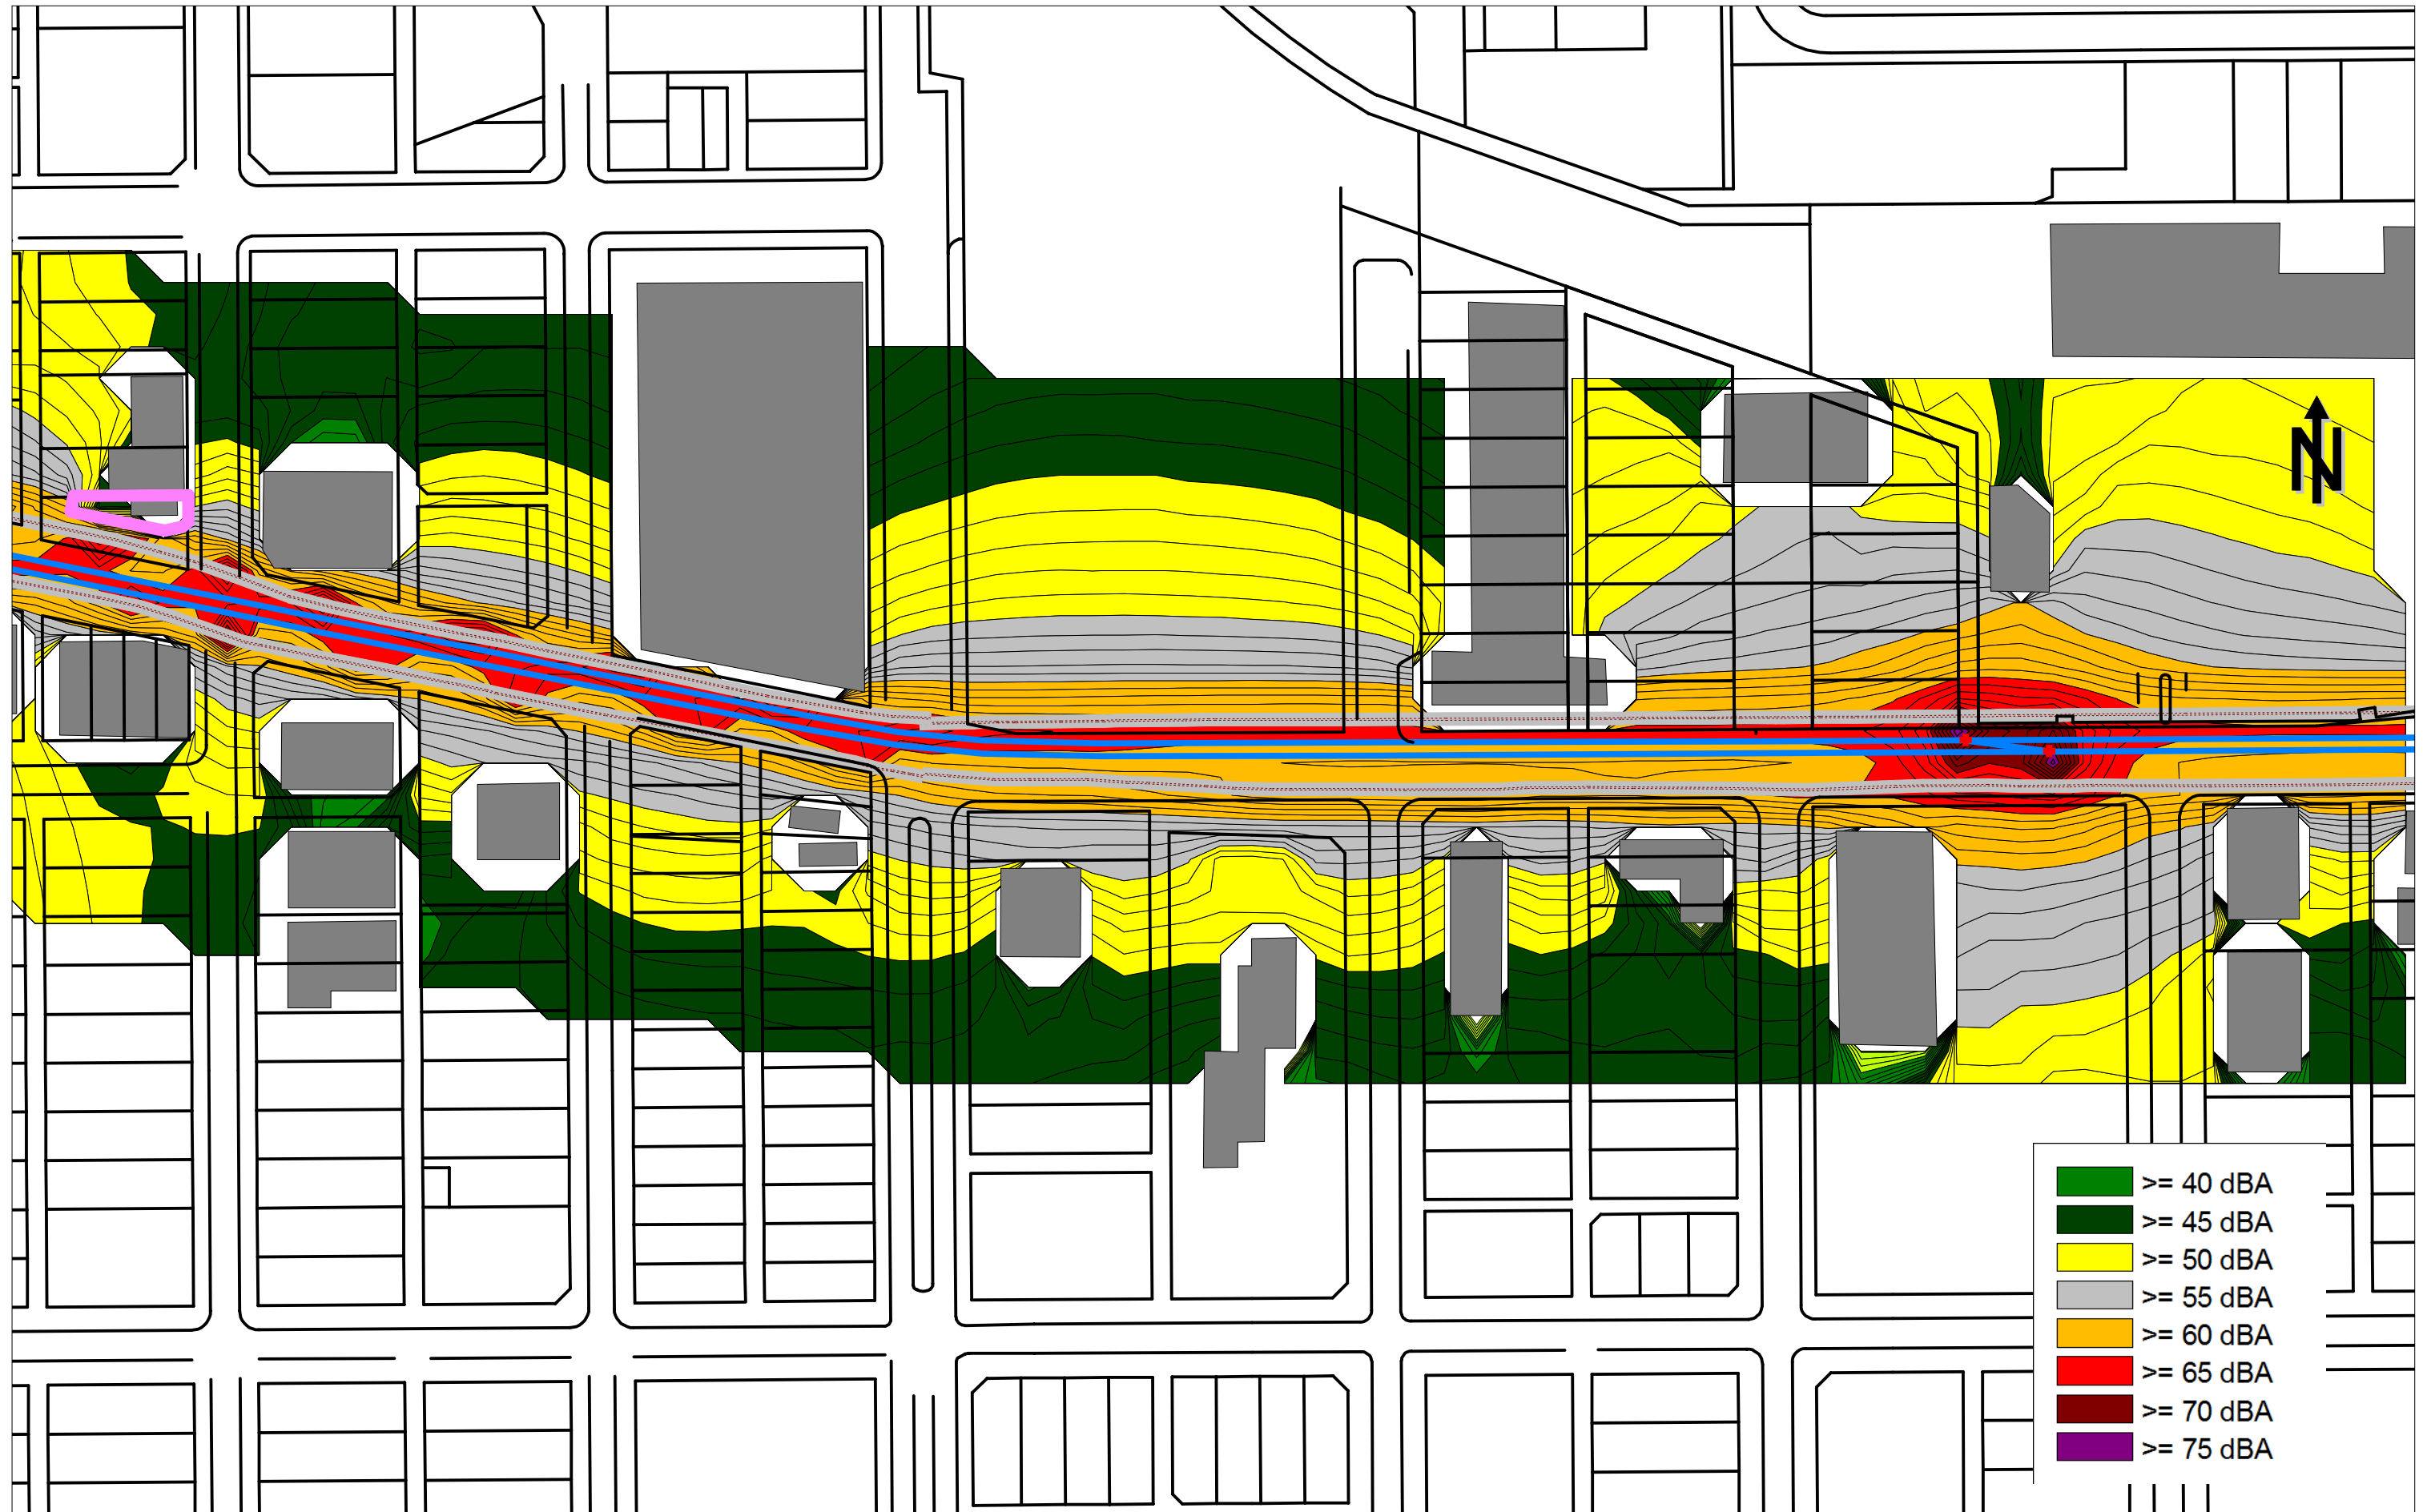 N
>= 40 dBA
>= 45 dBA
>= 50 dBA
>= 55 dBA
>= 60 dBA
>= 65 dBA
>= 70 dBA
>= 75 dBA